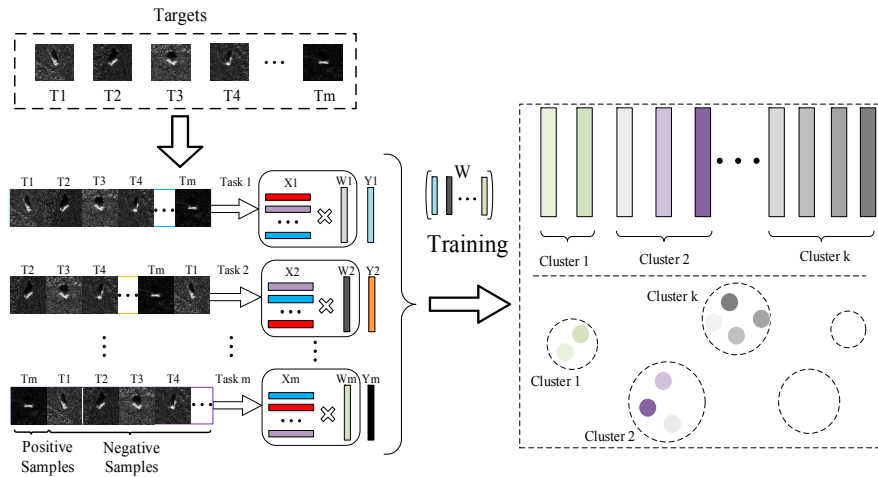 Targets
T1 T2 T3 T4 ··· Tm
T1 T2 T3 T4 Tm Task 1 X1 W1 Y1
···
···
T2 T3 T4 Tm T1 Task 2 X2 W2 Y2
···
···
Tm T1 T2 T3 T4 Task m Xm Wm Ym
···
···
Positive Samples
Negative Samples
W
···
Training
···
Cluster 1 Cluster 2 Cluster k
Cluster k
Cluster 1
Cluster 2